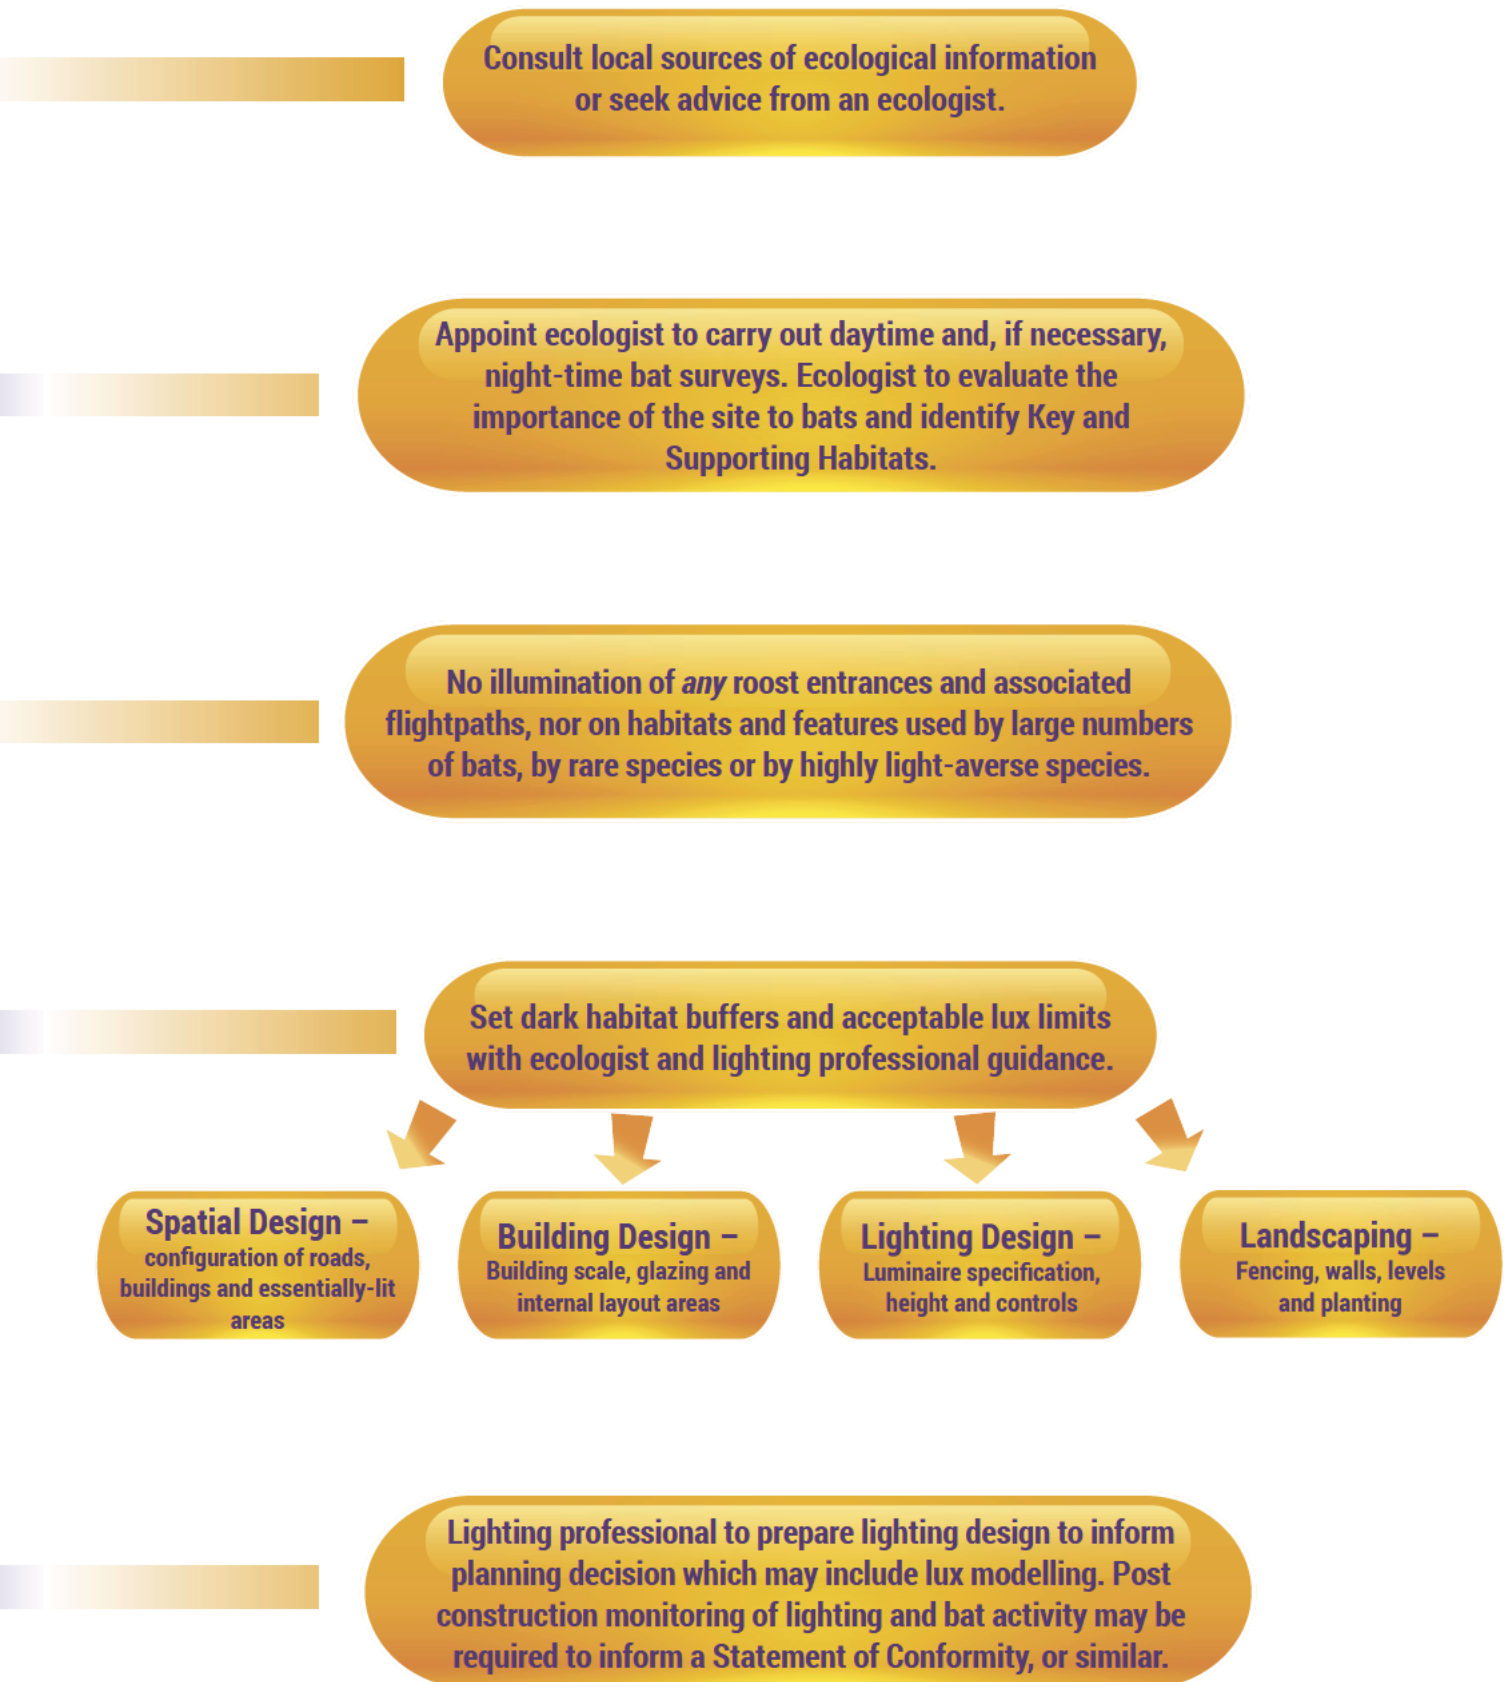 Consult local sources of ecological information
or seek advice from an ecologist.
Appoint ecologist to carry out daytime and, if necessary,
night-time bat surveys. Ecologist to evaluate the
importance of the site to bats and identify Key and
Supporting Habitats.
No illumination of any roost entrances and associated
flightpaths, nor on habitats and features used by large numbers
of bats, by rare species or by highly light-averse species.
Set dark habitat buffers and acceptable lux limits
with ecologist and lighting professional guidance.
Spatial Design –
configuration of roads,
buildings and essentially-lit
areas
Building Design –
Building scale, glazing and
internal layout areas
Lighting Design –
Luminaire specification,
height and controls
Landscaping –
Fencing, walls, levels
and planting
Lighting professional to prepare lighting design to inform
planning decision which may include lux modelling. Post
construction monitoring of lighting and bat activity may be
required to inform a Statement of Conformity, or similar.